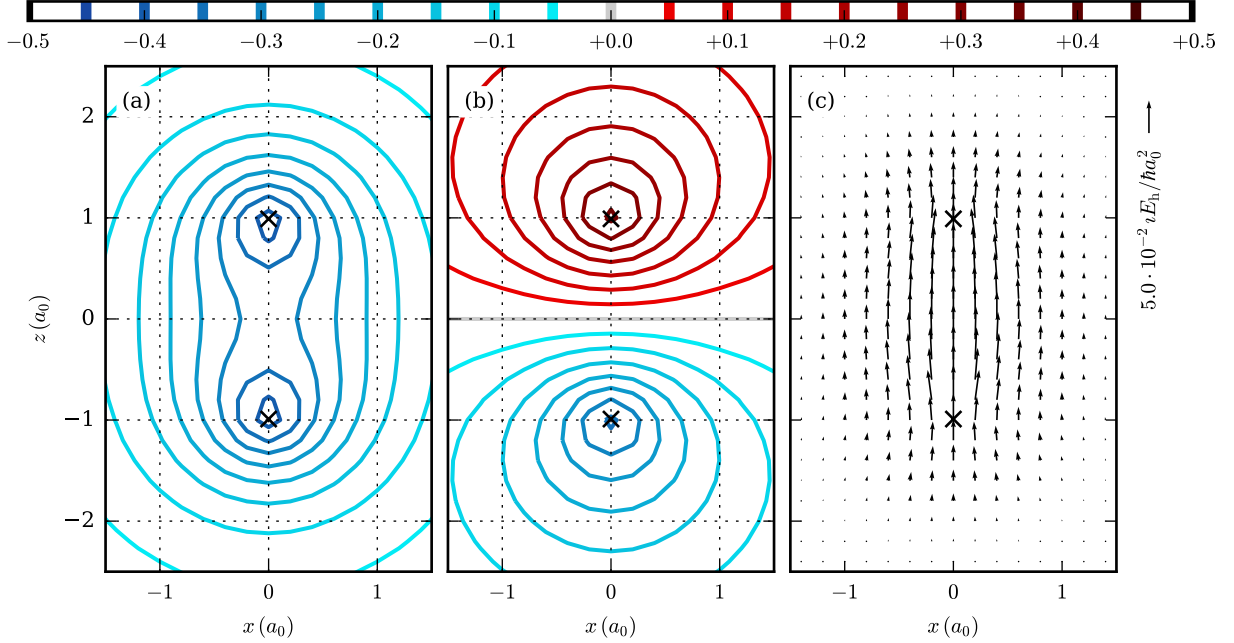 −0.5 −0.4 −0.3 −0.2 −0.1 +0.0 +0.1 +0.2 +0.3 +0.4 +0.5
(a) (b) (c)
2
1
0
−1
−2
z (a₀)
−1 0 1 −1 0 1 −1 0 1
x (a₀) x (a₀) x (a₀)
5.0 · 10⁻² ıEₕ/ħa₀²